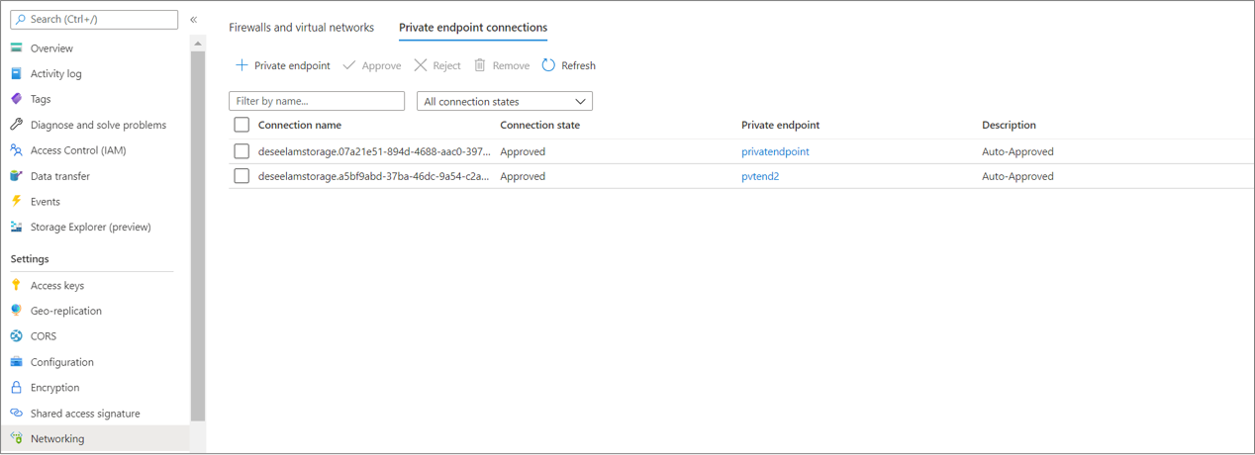 Search (Ctrl+/)
«
Overview
Activity log
Tags
Diagnose and solve problems
Access Control (IAM)
Data transfer
Events
Storage Explorer (preview)
Settings
Access keys
Geo-replication
CORS
Configuration
Encryption
Shared access signature
Networking
Firewalls and virtual networks Private endpoint connections
Private endpoint Approve Reject Remove Refresh
Filter by name... All connection states
Connection name Connection state Private endpoint Description
deseelamstorage.07a21e51-894d-4688-aac0-397... Approved privatendpoint Auto-Approved
deseelamstorage.a5bf9abd-37ba-46dc-9a54-c2a... Approved pvtend2 Auto-Approved